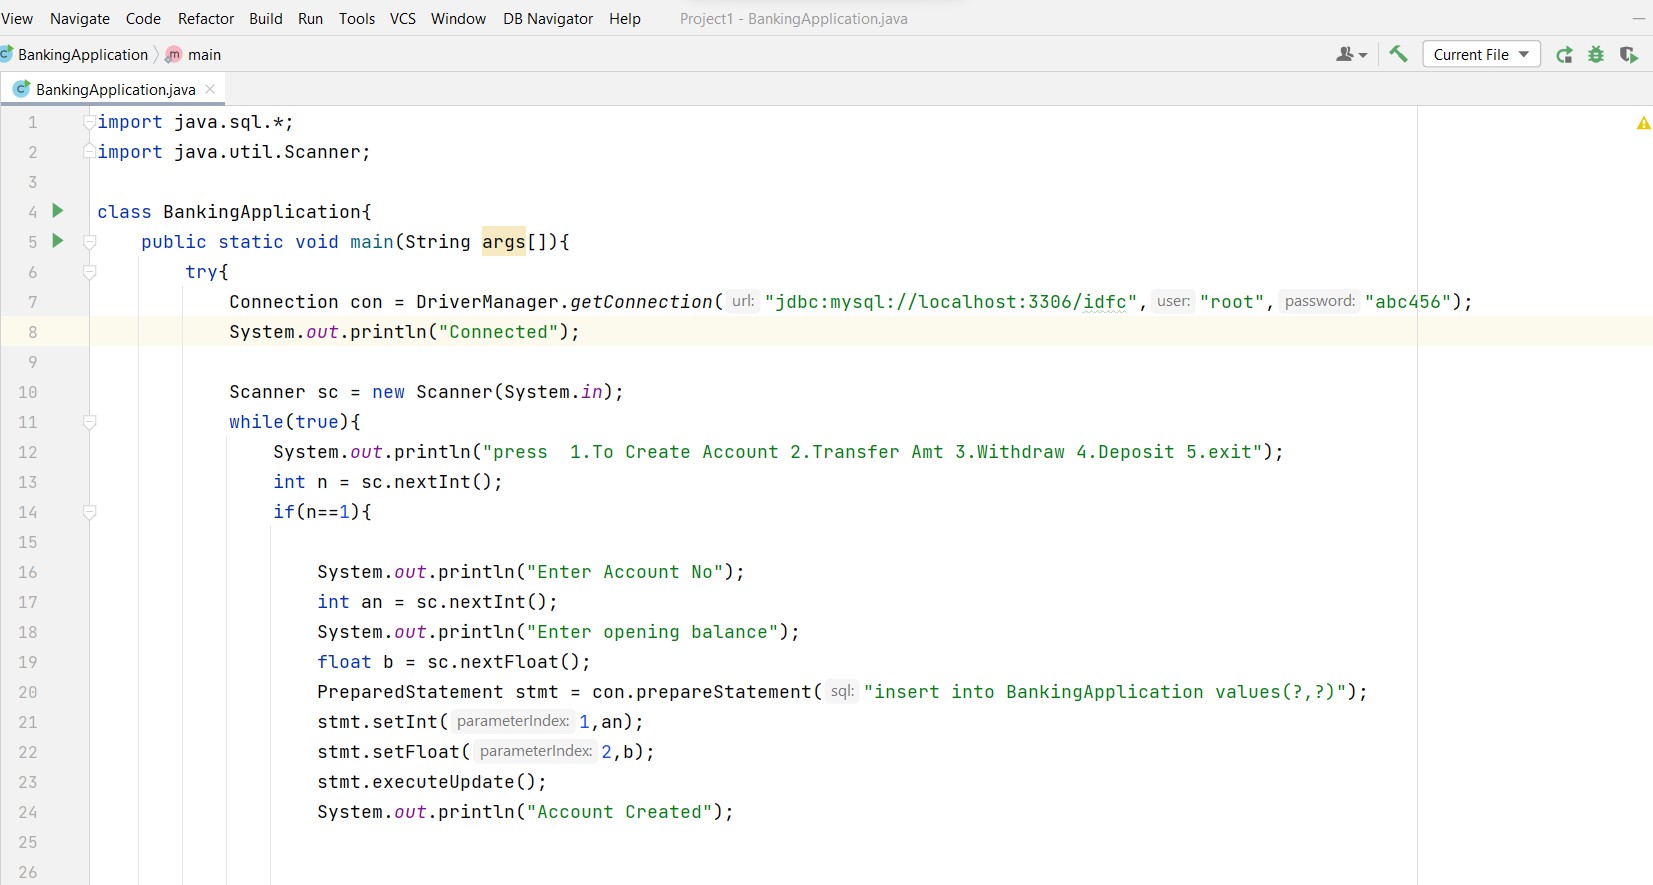 View Navigate Code Refactor Build Run Tools VCS Window DB Navigator Help Project1 - BankingApplication.java
BankingApplication main Current File
BankingApplication.java
1 import java.sql.*;
2 import java.util.Scanner;
3
4 class BankingApplication{
5 public static void main(String args[]){
6 try{
7 Connection con = DriverManager.getConnection( url: "jdbc:mysql://localhost:3306/idfc", user: "root", password: "abc456");
8 System.out.println("Connected");
9
10 Scanner sc = new Scanner(System.in);
11 while(true){
12 System.out.println("press  1.To Create Account 2.Transfer Amt 3.Withdraw 4.Deposit 5.exit");
13 int n = sc.nextInt();
14 if(n==1){
15
16 System.out.println("Enter Account No");
17 int an = sc.nextInt();
18 System.out.println("Enter opening balance");
19 float b = sc.nextFloat();
20 PreparedStatement stmt = con.prepareStatement( sql: "insert into BankingApplication values(?,?)");
21 stmt.setInt( parameterIndex: 1,an);
22 stmt.setFloat( parameterIndex: 2,b);
23 stmt.executeUpdate();
24 System.out.println("Account Created");
25
26